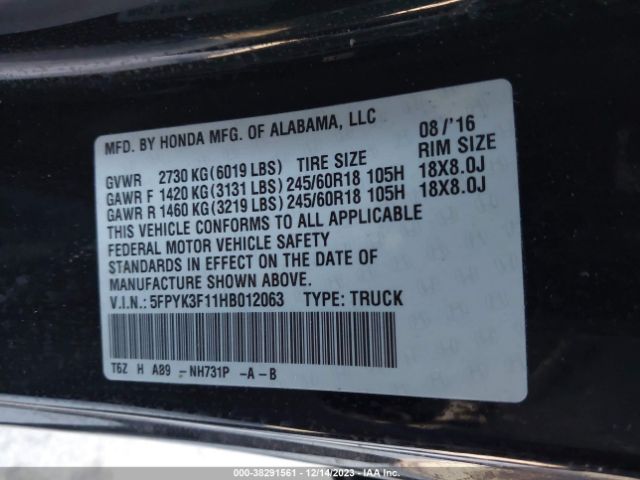 MFD. BY HONDA MFG. OF ALABAMA, LLC 08/'16
GVWR 2730 KG(6019 LBS) TIRE SIZE RIM SIZE
GAWR F 1420 KG(3131 LBS) 245/60R18 105H 18X8.0J
GAWR R 1460 KG(3219 LBS) 245/60R18 105H 18X8.0J
THIS VEHICLE CONFORMS TO ALL APPLICABLE
FEDERAL MOTOR VEHICLE SAFETY
STANDARDS IN EFFECT ON THE DATE OF
MANUFACTURE SHOWN ABOVE.
V.I.N.: 5FPYK3F11HB012063 TYPE: TRUCK
T6Z H A09 -NH731P -A-B
000-38291561 - 12/14/2023 - IAA Inc.